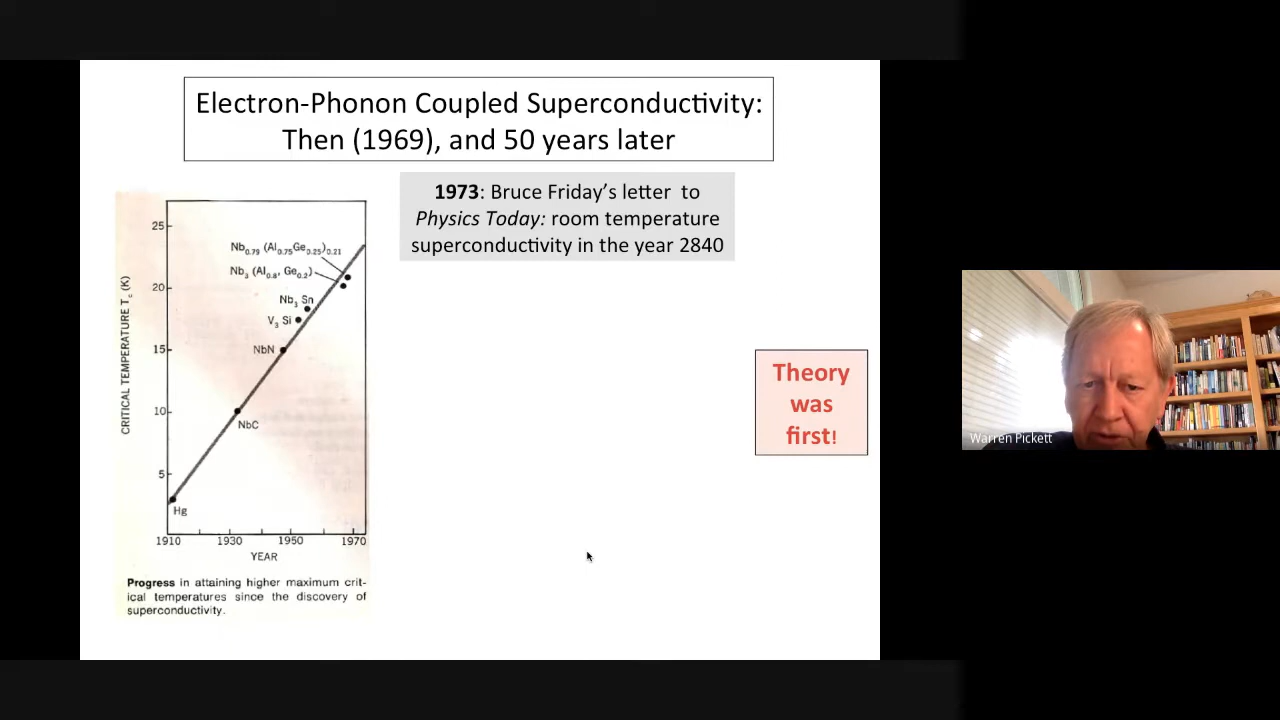 Electron-Phonon Coupled Superconductivity:
Then (1969), and 50 years later
1973: Bruce Friday's letter to
Physics Today: room temperature
superconductivity in the year 2840
25
20
15
10
5
CRITICAL TEMPERATURE Tc (K)
Nb0.79 (Al0.75Ge0.25)0.21
Nb3 (Al0.8, Ge0.2)
Nb3 Sn
V3 Si
NbN
NbC
Hg
1910 1930 1950 1970
YEAR
Progress in attaining higher maximum crit-
ical temperatures since the discovery of
superconductivity.
Theory
was
first!
Warren Pickett